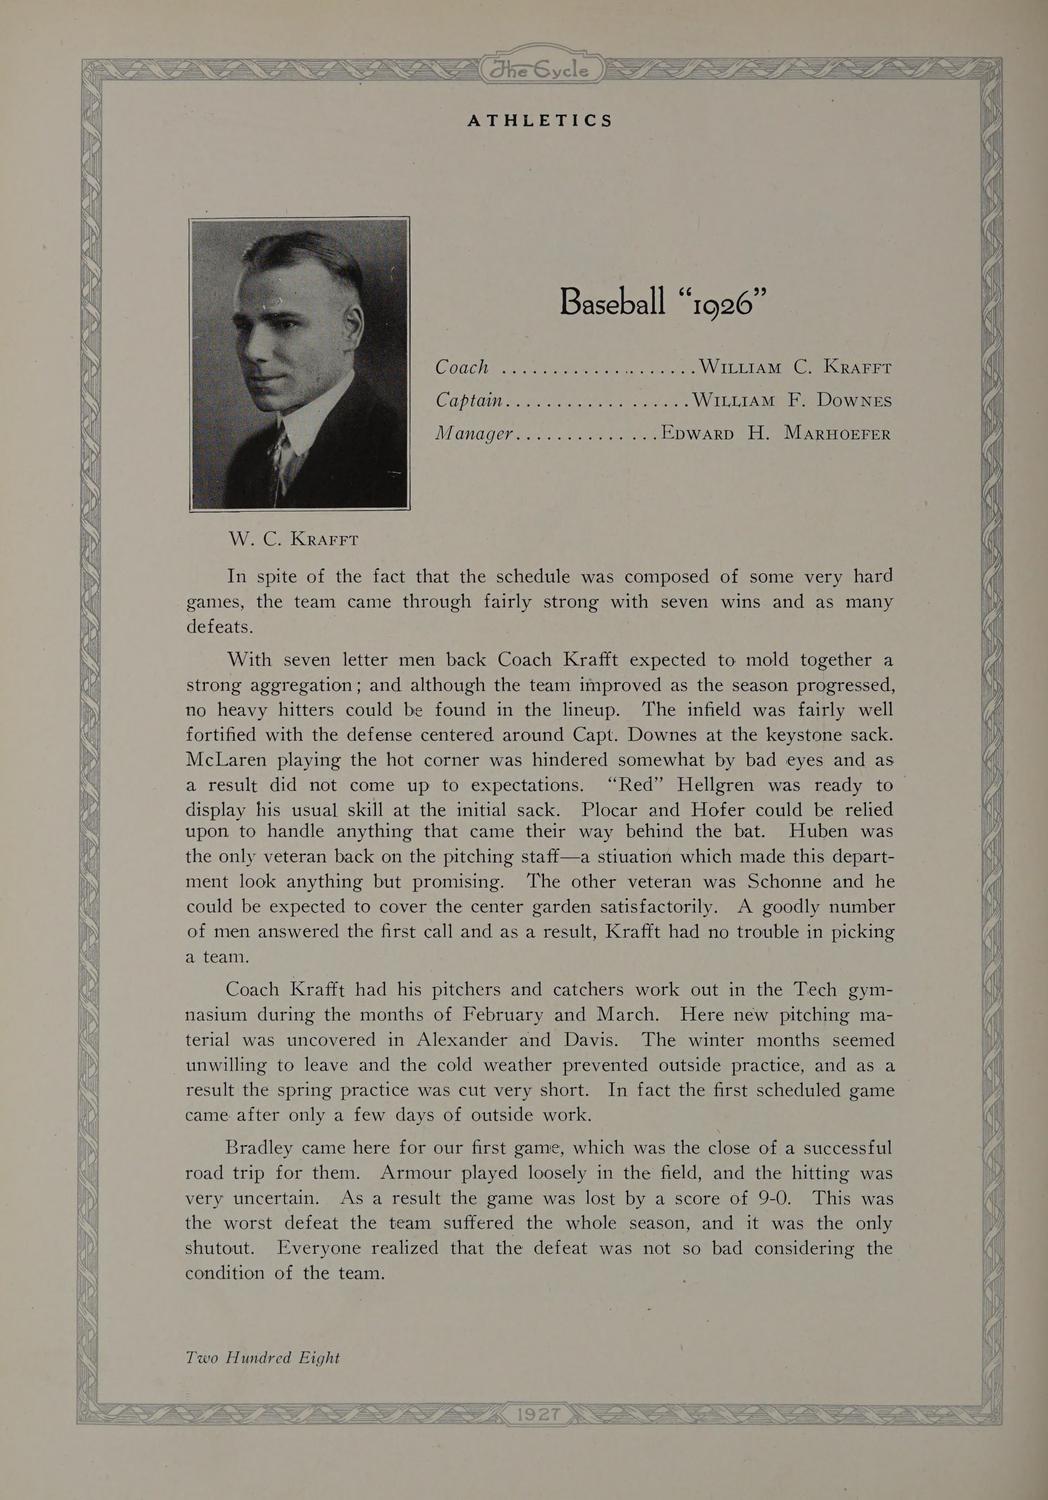 The Cycle
ATHLETICS
Baseball “1926”
Coach ....................... WILLIAM C. KRAFFT
Captain................... WILLIAM F. DOWNES
Manager.............. EDWARD H. MARHOEFER
W. C. KRAFFT
In spite of the fact that the schedule was composed of some very hard
games, the team came through fairly strong with seven wins and as many
defeats.
With seven letter men back Coach Krafft expected to mold together a
strong aggregation; and although the team improved as the season progressed,
no heavy hitters could be found in the lineup. The infield was fairly well
fortified with the defense centered around Capt. Downes at the keystone sack.
McLaren playing the hot corner was hindered somewhat by bad eyes and as
a result did not come up to expectations. “Red” Hellgren was ready to
display his usual skill at the initial sack. Plocar and Hofer could be relied
upon to handle anything that came their way behind the bat. Huben was
the only veteran back on the pitching staff—a stiuation which made this depart-
ment look anything but promising. The other veteran was Schonne and he
could be expected to cover the center garden satisfactorily. A goodly number
of men answered the first call and as a result, Krafft had no trouble in picking
a team.
Coach Krafft had his pitchers and catchers work out in the Tech gym-
nasium during the months of February and March. Here new pitching ma-
terial was uncovered in Alexander and Davis. The winter months seemed
unwilling to leave and the cold weather prevented outside practice, and as a
result the spring practice was cut very short. In fact the first scheduled game
came after only a few days of outside work.
Bradley came here for our first game, which was the close of a successful
road trip for them. Armour played loosely in the field, and the hitting was
very uncertain. As a result the game was lost by a score of 9-0. This was
the worst defeat the team suffered the whole season, and it was the only
shutout. Everyone realized that the defeat was not so bad considering the
condition of the team.
Two Hundred Eight
1927